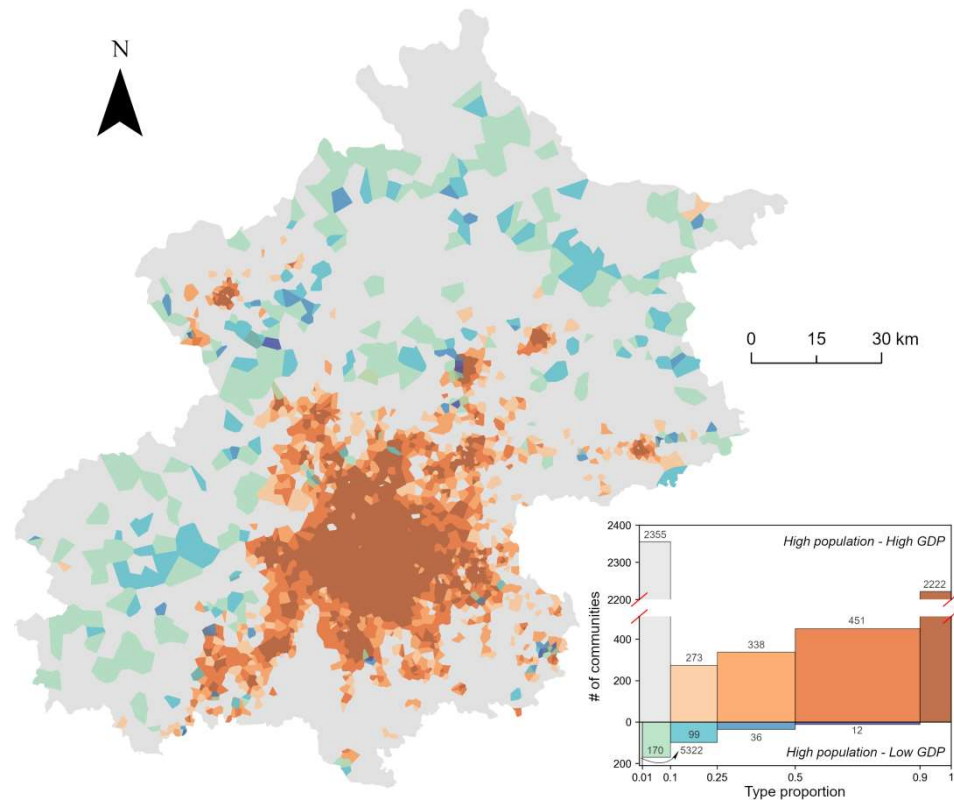 N
0 15 30 km
2400
2300
2200
400
200
0
200
# of communities
2355
High population - High GDP
2222
451
338
273
170
99
5322
36
12
High population - Low GDP
0.01 0.1 0.25 0.5 0.9 1
Type proportion